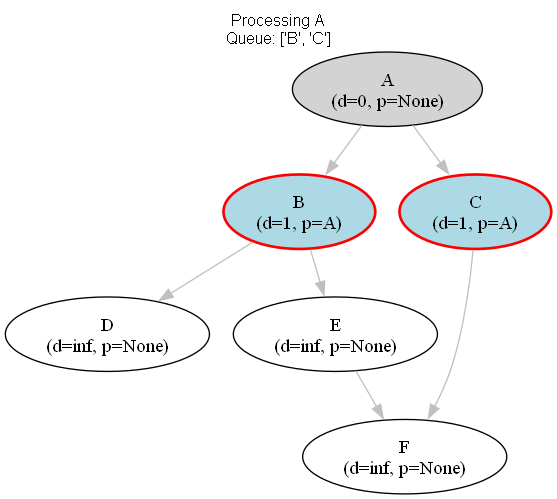 Processing A
Queue: ['B', 'C']
A
(d=0, p=None)
B
(d=1, p=A)
C
(d=1, p=A)
D
(d=inf, p=None)
E
(d=inf, p=None)
F
(d=inf, p=None)